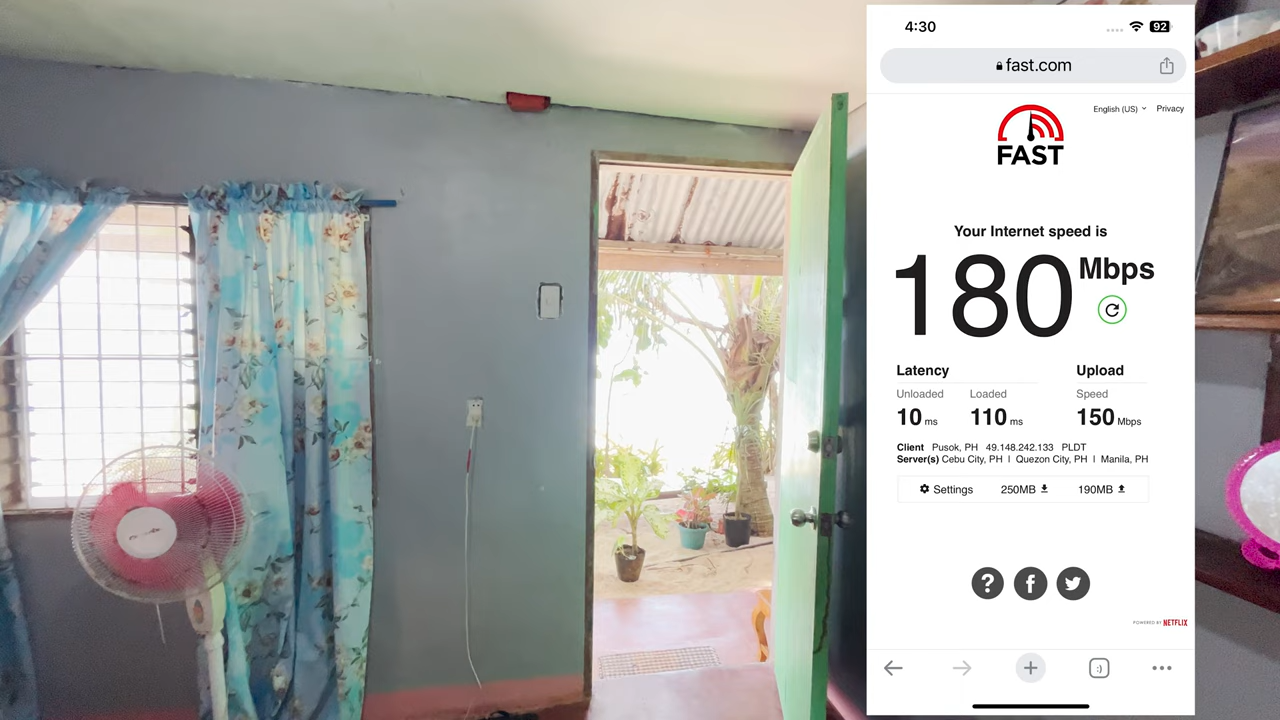 4:30
92
fast.com
English (US)
Privacy
FAST
Your Internet speed is
180 Mbps
Latency
Upload
Unloaded
Loaded
Speed
10 ms
110 ms
150 Mbps
Client Pusok, PH 49.148.242.133 PLDT
Server(s) Cebu City, PH | Quezon City, PH | Manila, PH
Settings
250MB
190MB
?
f
POWERED BY NETFLIX
:)